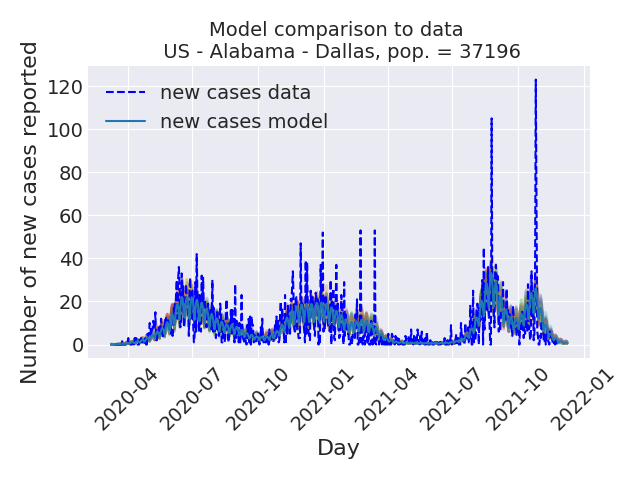 Model comparison to data
US - Alabama - Dallas, pop. = 37196
Number of new cases reported
120
100
80
60
40
20
0
new cases data
new cases model
2020-04
2020-07
2020-10
2021-01
2021-04
2021-07
2021-10
2022-01
Day